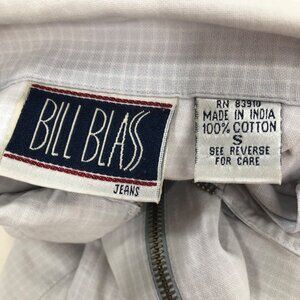 BILL BLASS
JEANS
RN 83910
MADE IN INDIA
100% COTTON
S
SEE REVERSE
FOR CARE